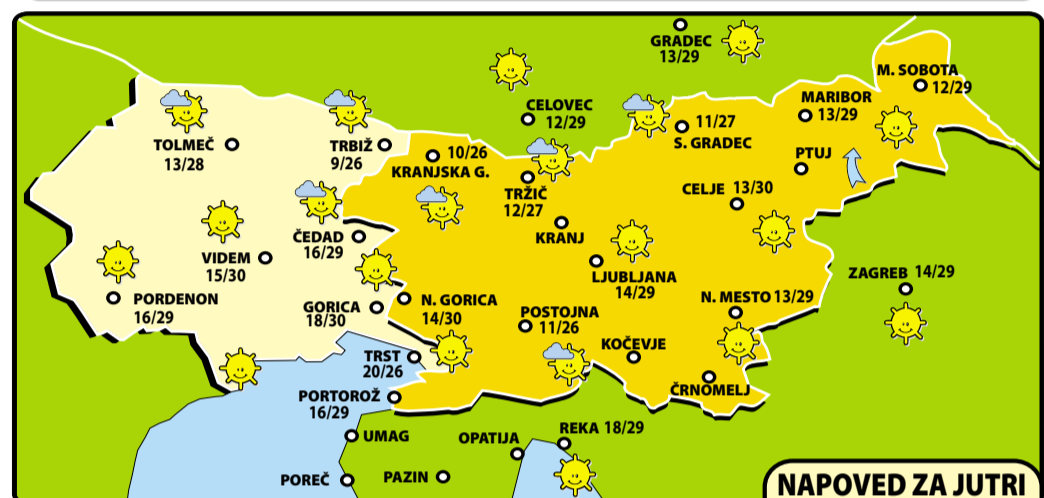 GRADEC
13/29
M. SOBOTA
12/29
CELOVEC
12/29
MARIBOR
13/29
11/27
S. GRADEC
TOLMEČ
13/28
TRBIŽ
9/26
10/26
KRANJSKA G.
PTUJ
TRŽIČ
12/27
CELJE 13/30
ČEDAD
16/29
KRANJ
VIDEM
15/30
LJUBLJANA
14/29
ZAGREB 14/29
PORDENON
16/29
GORICA
18/30
N. GORICA
14/30
POSTOJNA
11/26
N. MESTO 13/29
KOČEVJE
TRST
20/26
ČRNOMELJ
PORTOROŽ
16/29
UMAG
OPATIJA
REKA 18/29
POREČ
PAZIN
NAPOVED ZA JUTRI